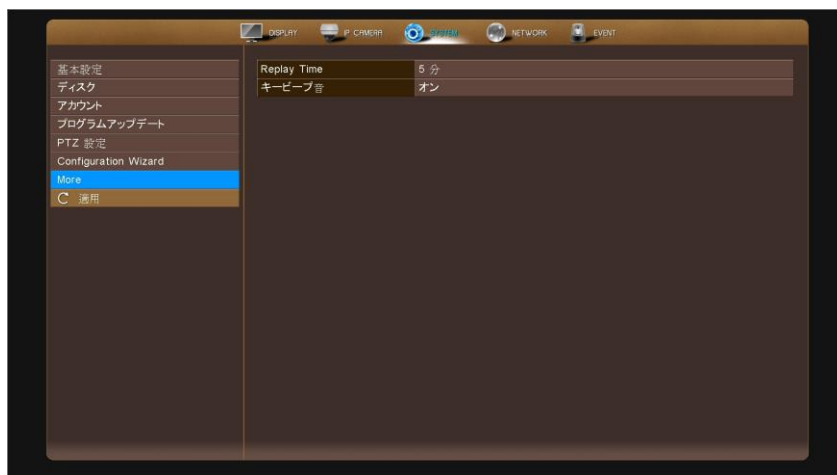 DISPLAY IP CAMERA SYSTEM NETWORK EVENT
基本設定
ディスク
アカウント
プログラムアップデート
PTZ 設定
Configuration Wizard
More
適用
Replay Time 5 分
キービープ音 オン